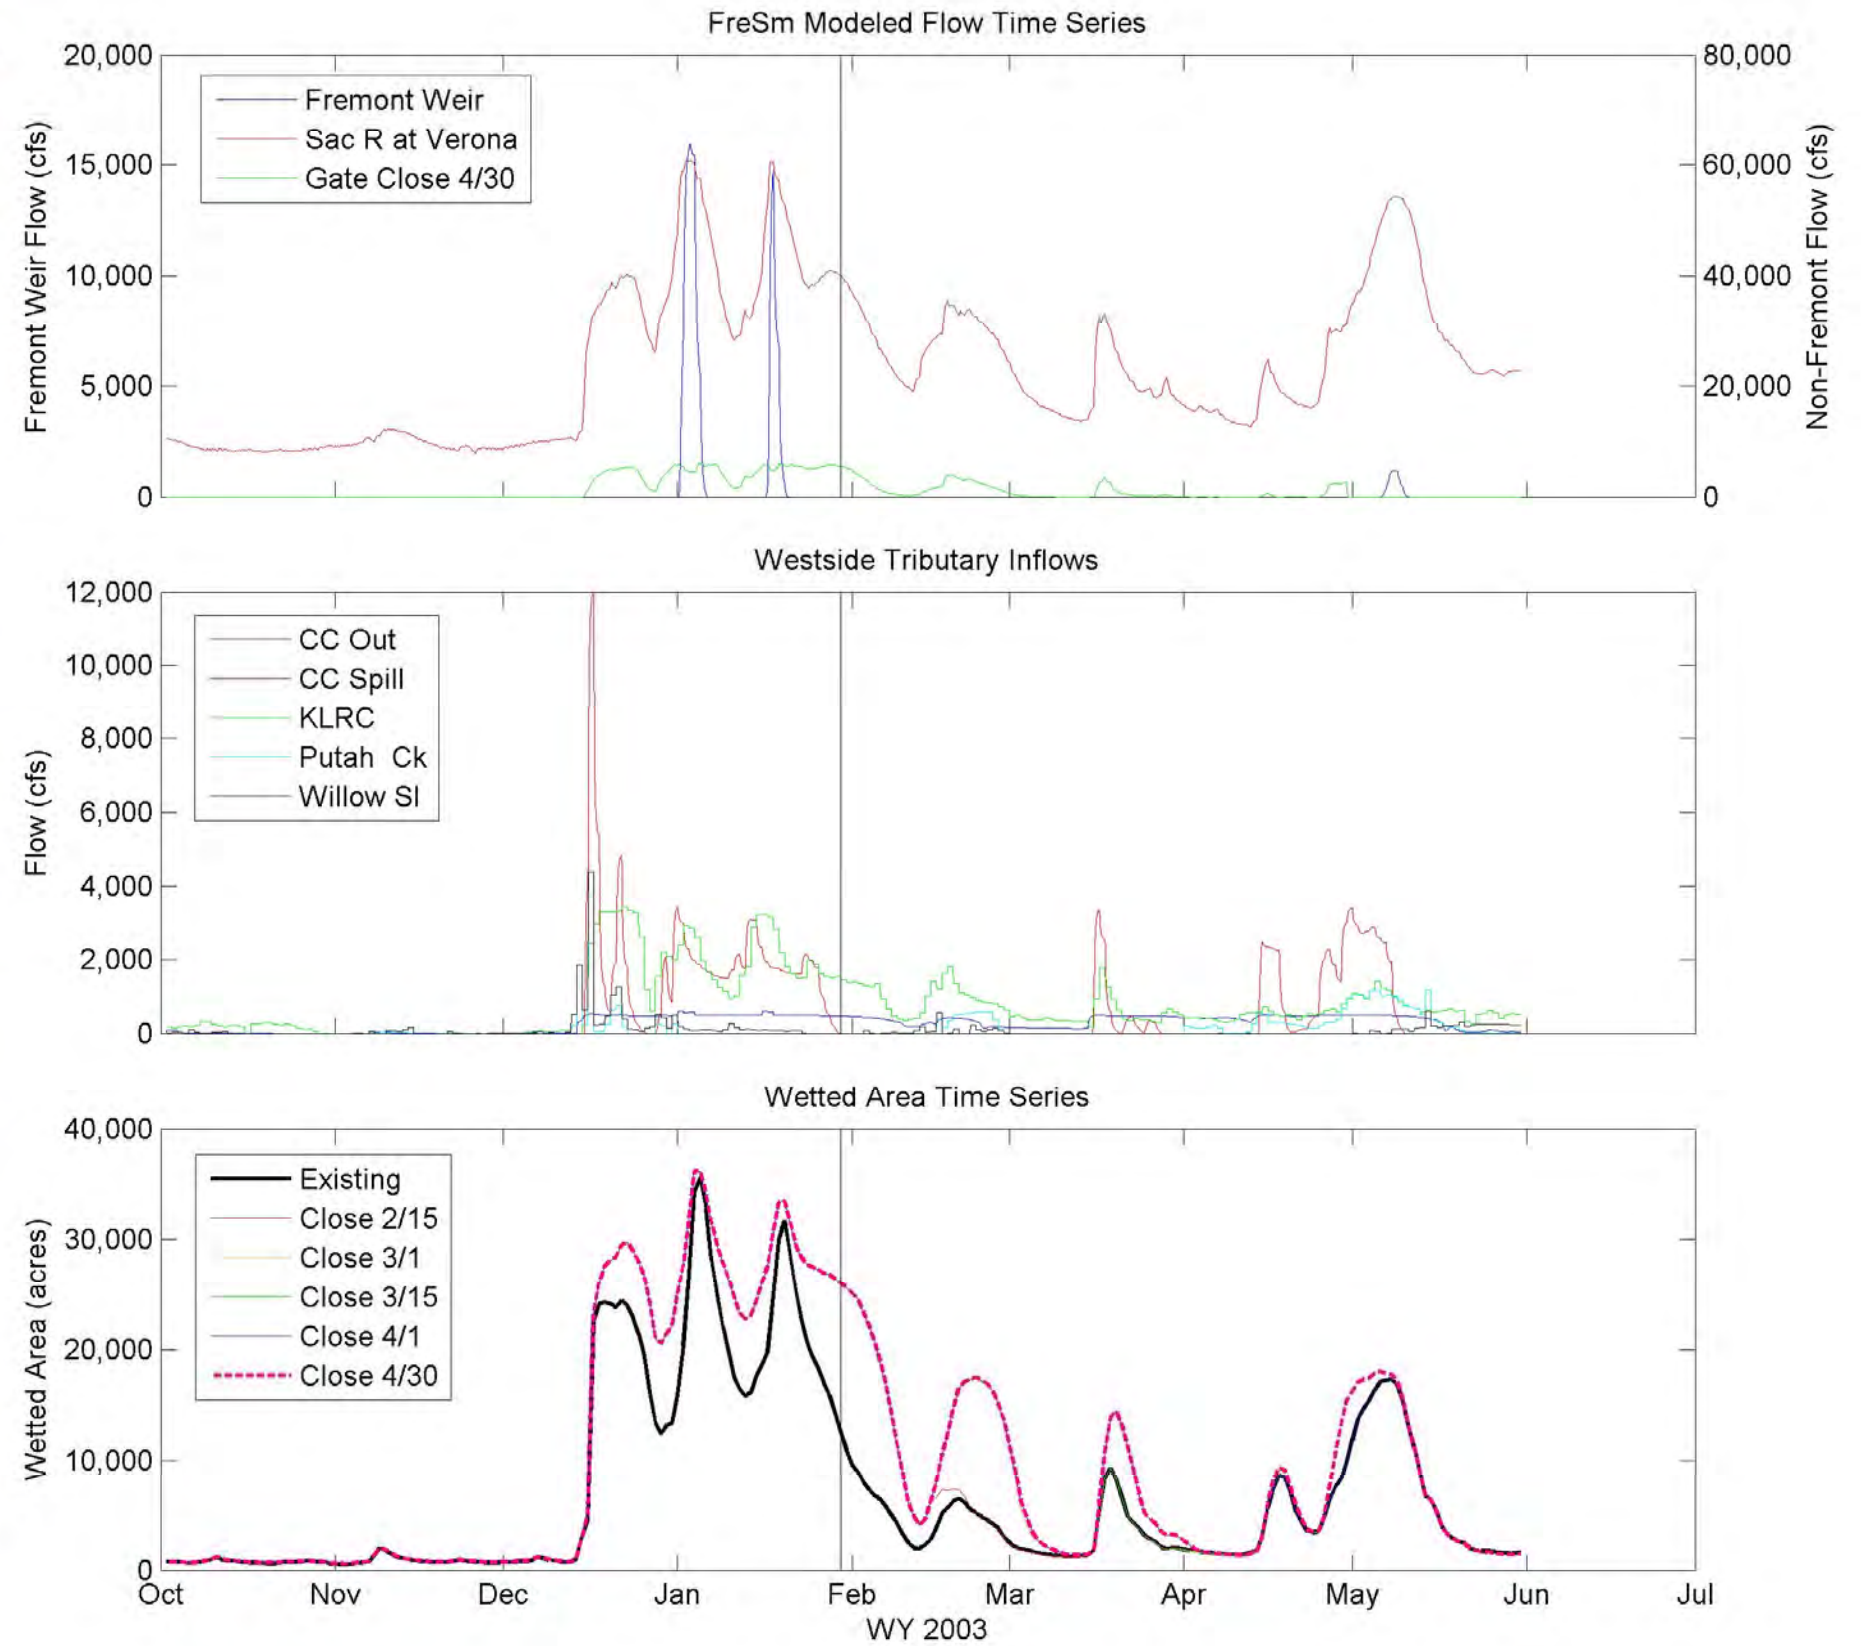 FreSm Modeled Flow Time Series
20,000
15,000
10,000
5,000
0
Fremont Weir Flow (cfs)
80,000
60,000
40,000
20,000
0
Non-Fremont Flow (cfs)
Fremont Weir
Sac R at Verona
Gate Close 4/30
Westside Tributary Inflows
12,000
10,000
8,000
6,000
4,000
2,000
0
Flow (cfs)
CC Out
CC Spill
KLRC
Putah Ck
Willow Sl
Wetted Area Time Series
40,000
30,000
20,000
10,000
0
Wetted Area (acres)
Existing
Close 2/15
Close 3/1
Close 3/15
Close 4/1
Close 4/30
Oct Nov Dec Jan Feb Mar Apr May Jun Jul
WY 2003